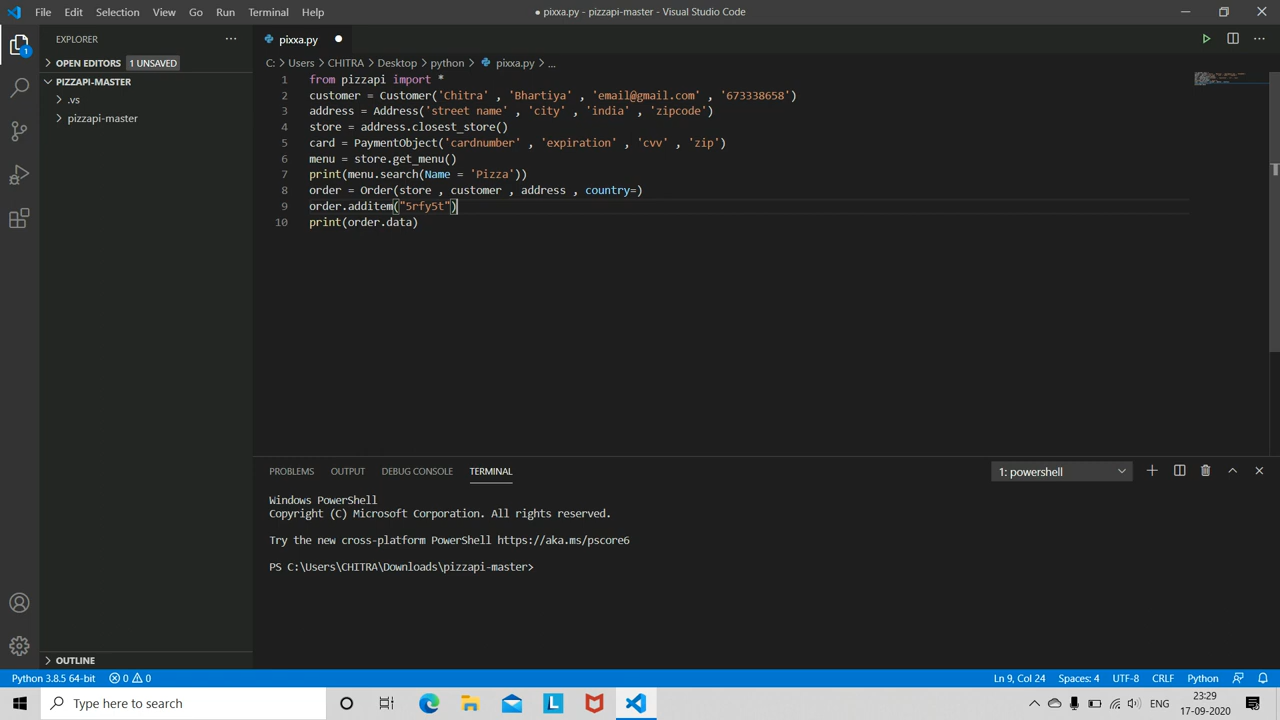 File Edit Selection View Go Run Terminal Help
● pixxa.py - pizzapi-master - Visual Studio Code
EXPLORER
pixxa.py
OPEN EDITORS 1 UNSAVED
C: > Users > CHITRA > Desktop > python > pixxa.py > ...
PIZZAPI-MASTER
.vs
pizzapi-master
1 from pizzapi import *
2 customer = Customer('Chitra' , 'Bhartiya' , 'email@gmail.com' , '673338658')
3 address = Address('street name' , 'city' , 'india' , 'zipcode')
4 store = address.closest_store()
5 card = PaymentObject('cardnumber' , 'expiration' , 'cvv' , 'zip')
6 menu = store.get_menu()
7 print(menu.search(Name = 'Pizza'))
8 order = Order(store , customer , address , country=)
9 order.additem("5rfy5t")
10 print(order.data)
PROBLEMS OUTPUT DEBUG CONSOLE TERMINAL
1: powershell
Windows PowerShell
Copyright (C) Microsoft Corporation. All rights reserved.
Try the new cross-platform PowerShell https://aka.ms/pscore6
PS C:\Users\CHITRA\Downloads\pizzapi-master>
OUTLINE
Python 3.8.5 64-bit 0 0
Ln 9, Col 24 Spaces: 4 UTF-8 CRLF Python
Type here to search
ENG
23:29
17-09-2020